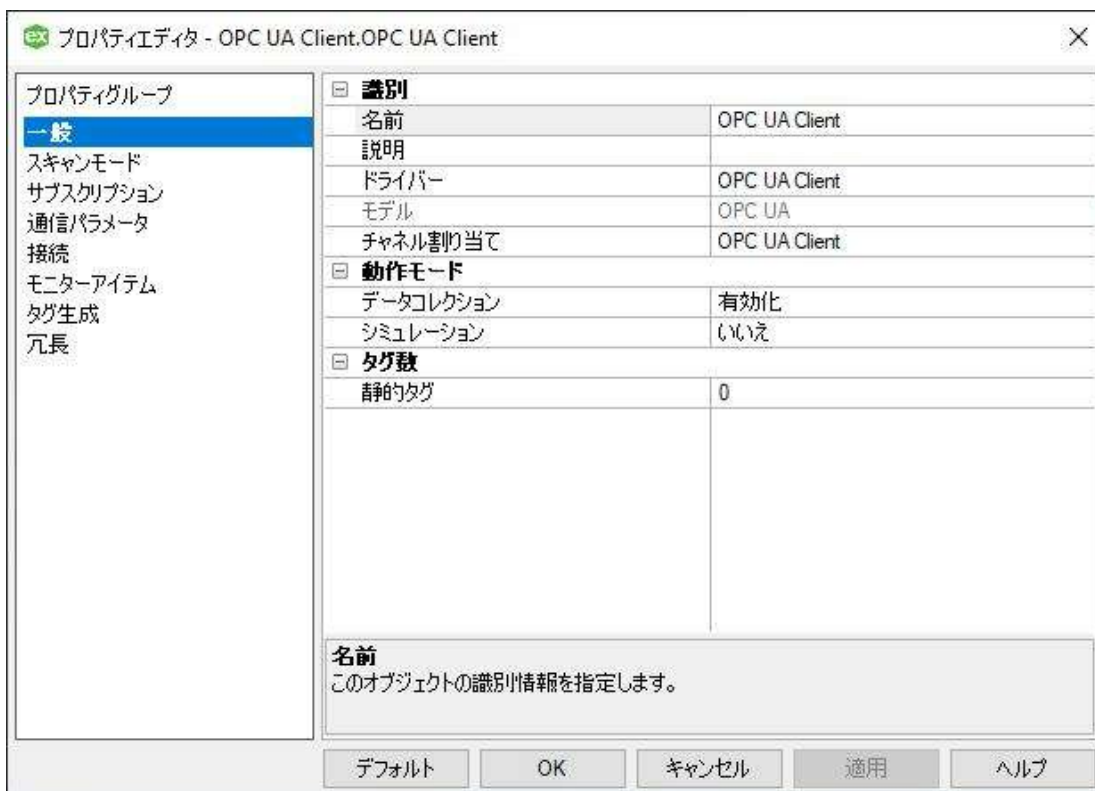 ex プロパティエディタ - OPC UA Client.OPC UA Client
プロパティグループ
一般
スキャンモード
サブスクリプション
通信パラメータ
接続
モニターアイテム
タグ生成
冗長
識別
名前 OPC UA Client
説明
ドライバー OPC UA Client
モデル OPC UA
チャネル割り当て OPC UA Client
動作モード
データコレクション 有効化
シミュレーション いいえ
タグ数
静的タグ 0
名前
このオブジェクトの識別情報を指定します。
デフォルト OK キャンセル 適用 ヘルプ